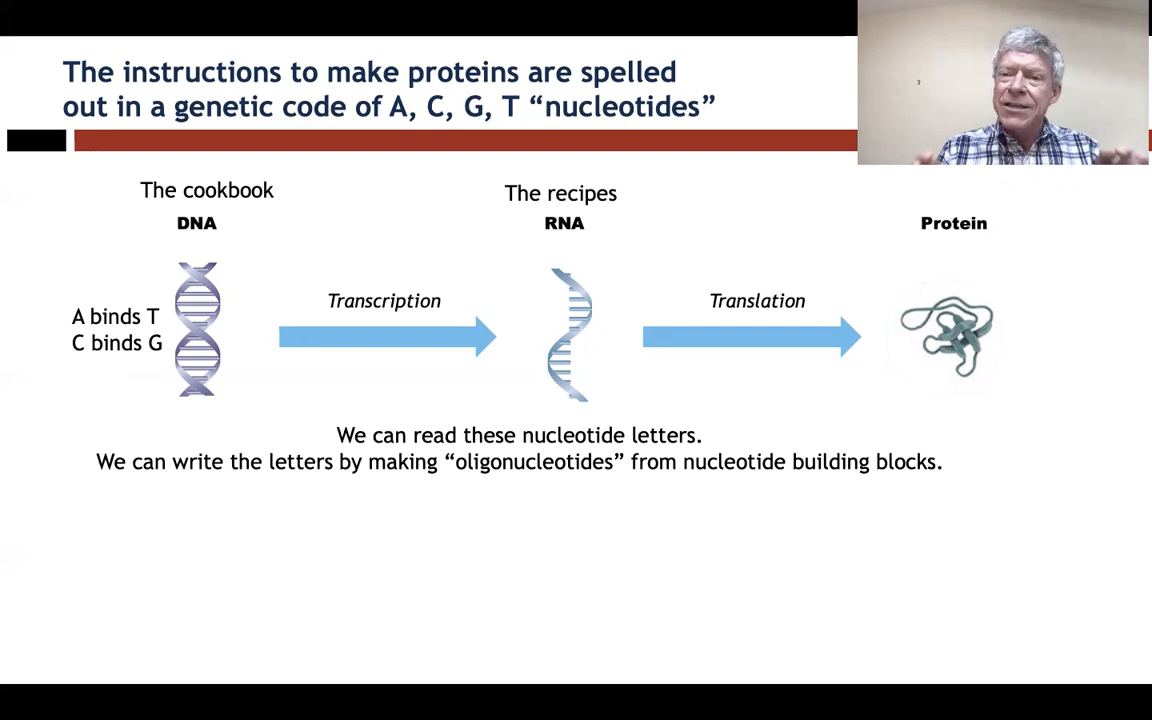 The instructions to make proteins are spelled
out in a genetic code of A, C, G, T “nucleotides”
The cookbook
DNA
The recipes
RNA
Protein
A binds T
C binds G
Transcription
Translation
We can read these nucleotide letters.
We can write the letters by making “oligonucleotides” from nucleotide building blocks.